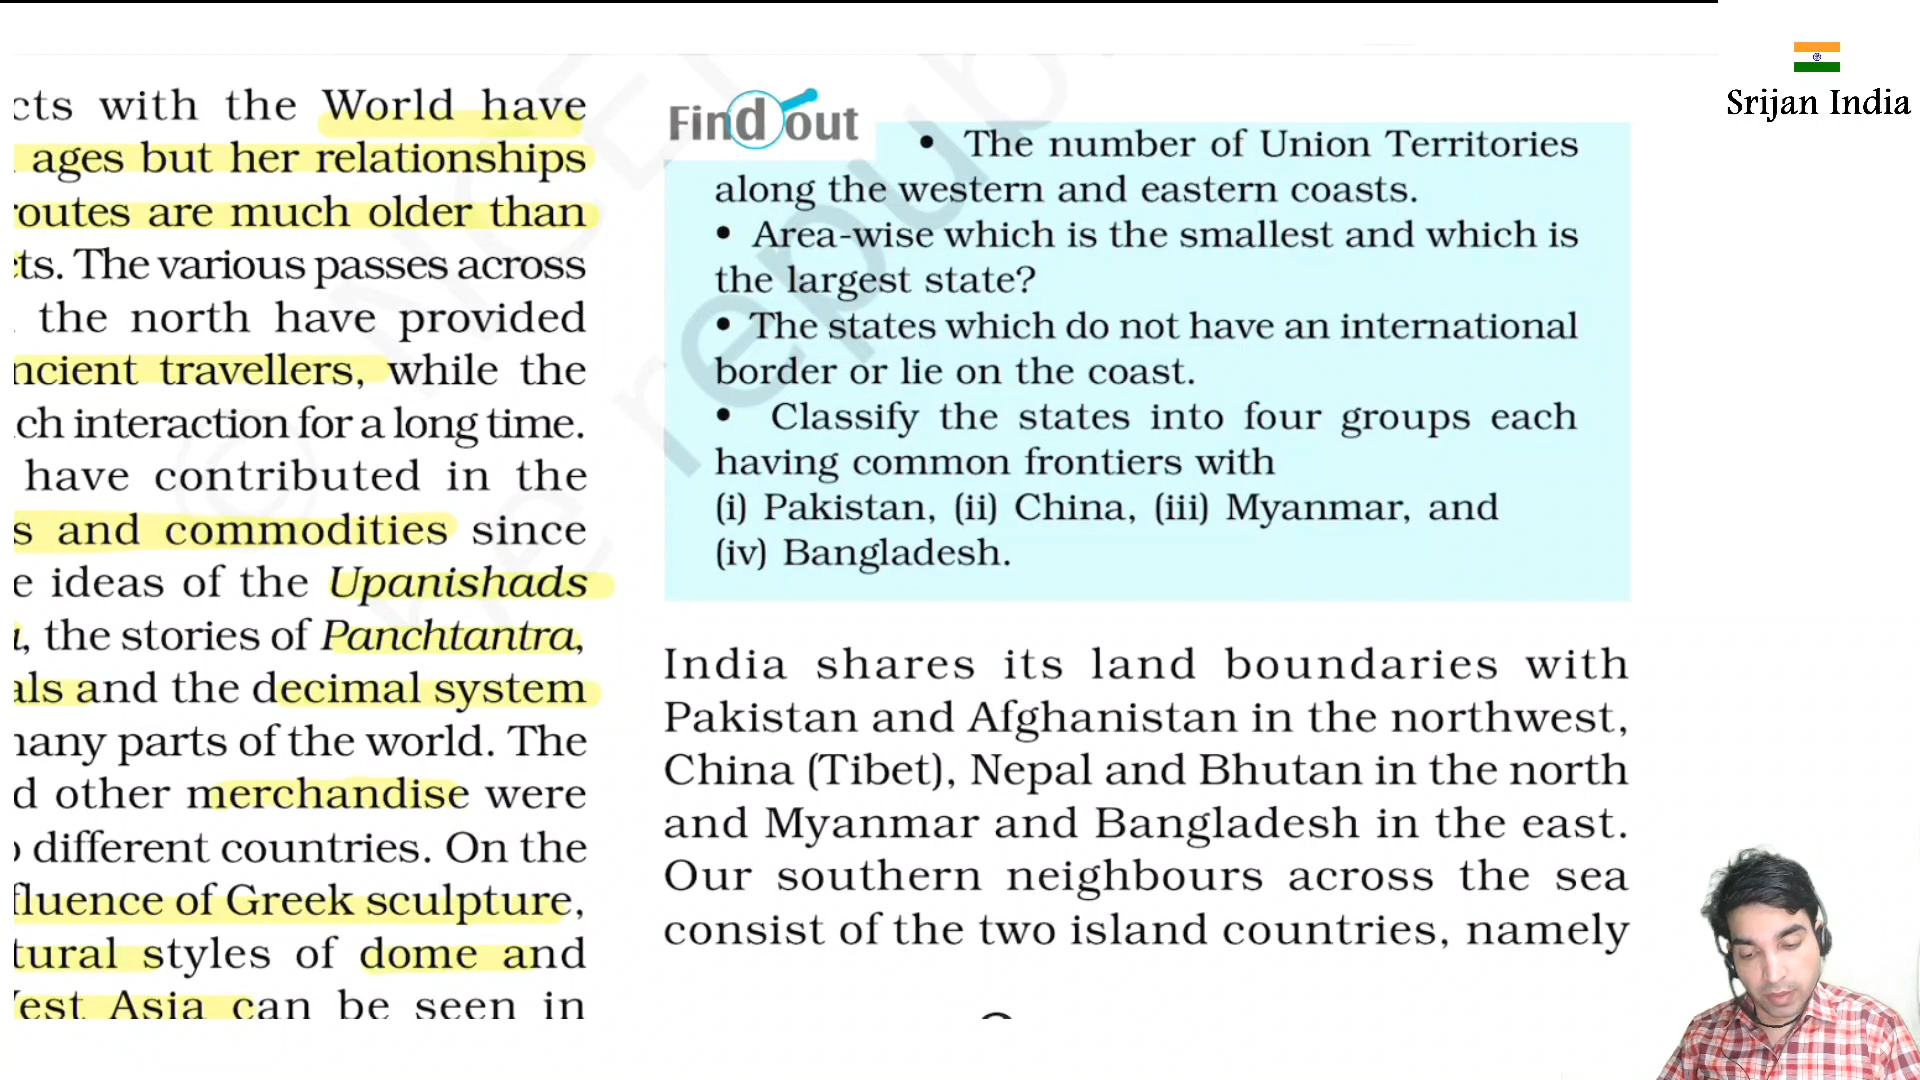 cts with the World have
ages but her relationships
routes are much older than
ts. The various passes across
the north have provided
ncient travellers, while the
ch interaction for a long time.
have contributed in the
s and commodities since
e ideas of the Upanishads
, the stories of Panchtantra,
als and the decimal system
many parts of the world. The
d other merchandise were
different countries. On the
fluence of Greek sculpture,
tural styles of dome and
West Asia can be seen in
Find out
• The number of Union Territories
along the western and eastern coasts.
• Area-wise which is the smallest and which is
the largest state?
• The states which do not have an international
border or lie on the coast.
• Classify the states into four groups each
having common frontiers with
(i) Pakistan, (ii) China, (iii) Myanmar, and
(iv) Bangladesh.
India shares its land boundaries with
Pakistan and Afghanistan in the northwest,
China (Tibet), Nepal and Bhutan in the north
and Myanmar and Bangladesh in the east.
Our southern neighbours across the sea
consist of the two island countries, namely
Srijan India